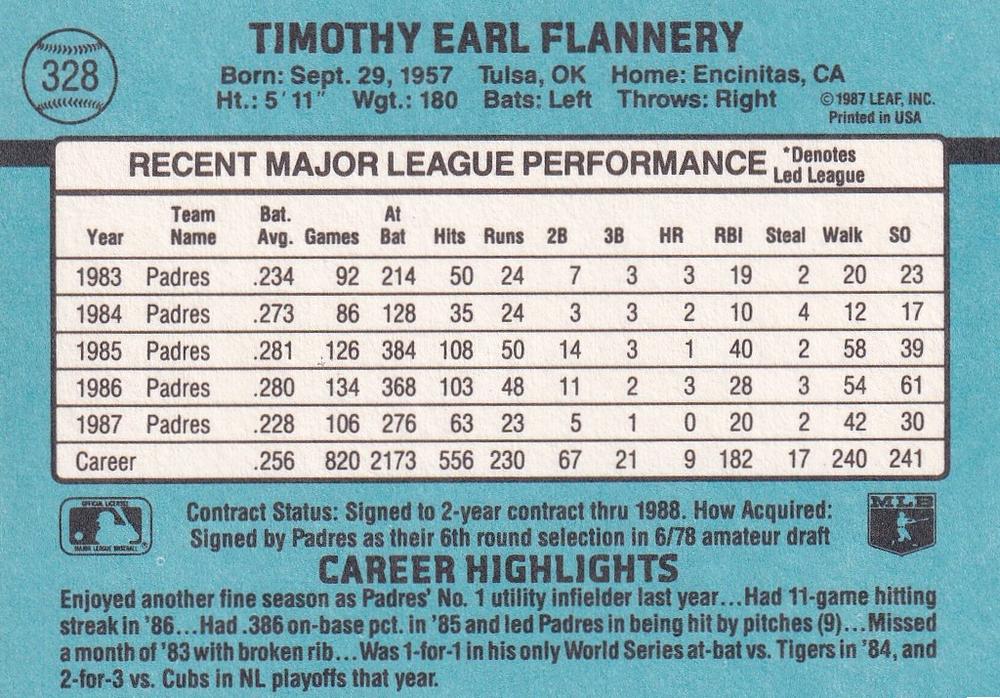 328
TIMOTHY EARL FLANNERY
Born: Sept. 29, 1957 Tulsa, OK Home: Encinitas, CA
Ht.: 5' 11" Wgt.: 180 Bats: Left Throws: Right
©1987 LEAF, INC.
Printed in USA
RECENT MAJOR LEAGUE PERFORMANCE *Denotes Led League
Year Team Name Bat. Avg. Games At Bat Hits Runs 2B 3B HR RBI Steal Walk SO
1983 Padres .234 92 214 50 24 7 3 3 19 2 20 23
1984 Padres .273 86 128 35 24 3 3 2 10 4 12 17
1985 Padres .281 126 384 108 50 14 3 1 40 2 58 39
1986 Padres .280 134 368 103 48 11 2 3 28 3 54 61
1987 Padres .228 106 276 63 23 5 1 0 20 2 42 30
Career .256 820 2173 556 230 67 21 9 182 17 240 241
OFFICIAL LICENSEE
MAJOR LEAGUE BASEBALL
Contract Status: Signed to 2-year contract thru 1988. How Acquired:
Signed by Padres as their 6th round selection in 6/78 amateur draft
MLB
CAREER HIGHLIGHTS
Enjoyed another fine season as Padres' No. 1 utility infielder last year...Had 11-game hitting
streak in '86...Had .386 on-base pct. in '85 and led Padres in being hit by pitches (9)...Missed
a month of '83 with broken rib...Was 1-for-1 in his only World Series at-bat vs. Tigers in '84, and
2-for-3 vs. Cubs in NL playoffs that year.